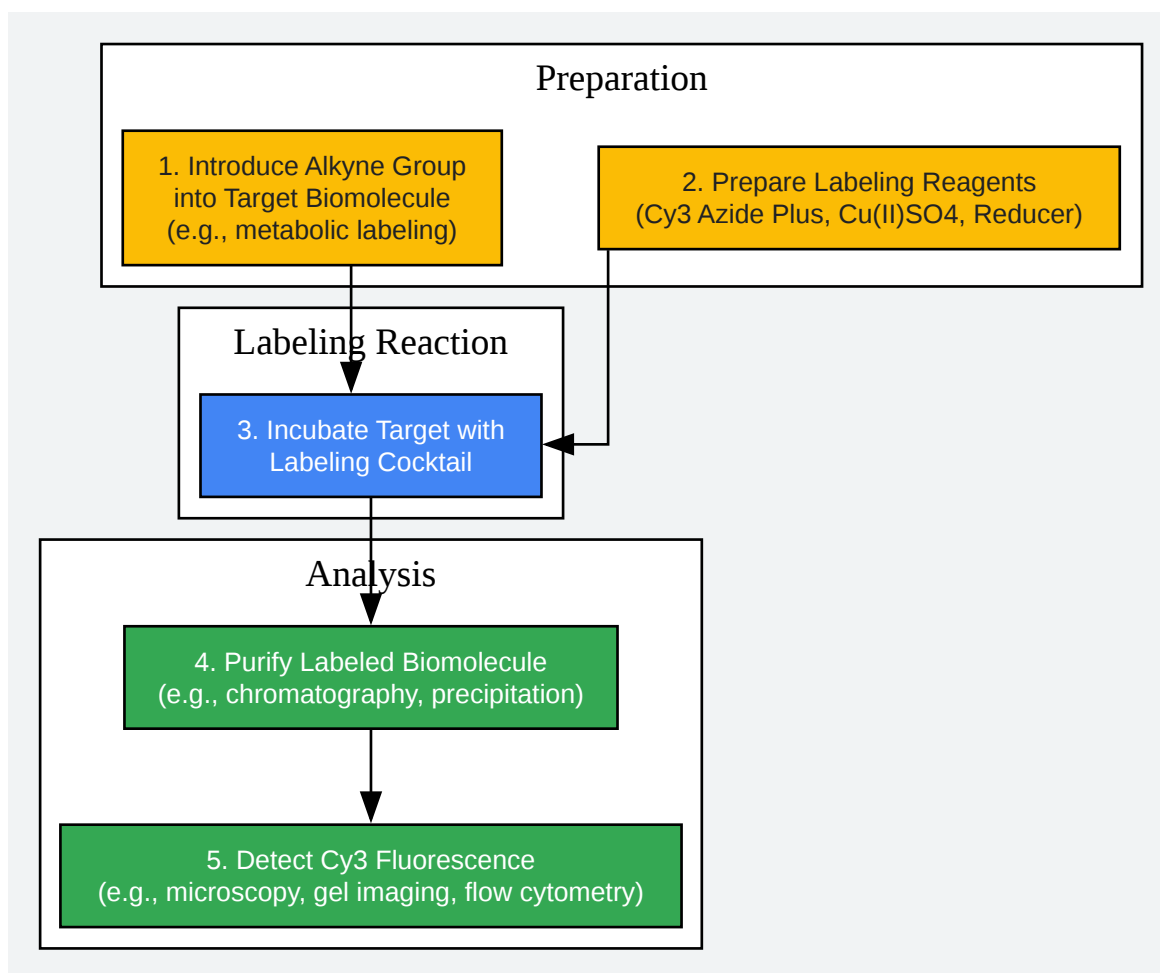 Preparation
1. Introduce Alkyne Group
into Target Biomolecule
(e.g., metabolic labeling)
2. Prepare Labeling Reagents
(Cy3 Azide Plus, Cu(II)SO4, Reducer)
Labeling Reaction
3. Incubate Target with
Labeling Cocktail
Analysis
4. Purify Labeled Biomolecule
(e.g., chromatography, precipitation)
5. Detect Cy3 Fluorescence
(e.g., microscopy, gel imaging, flow cytometry)